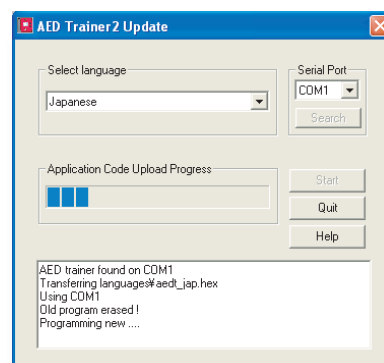 AED Trainer2 Update
Select language
Japanese
Serial Port
COM1
Search
Application Code Upload Progress
Start
Quit
Help
AED trainer found on COM1
Transferring languages¥aedt_jap.hex
Using COM1
Old program erased !
Programming new ....